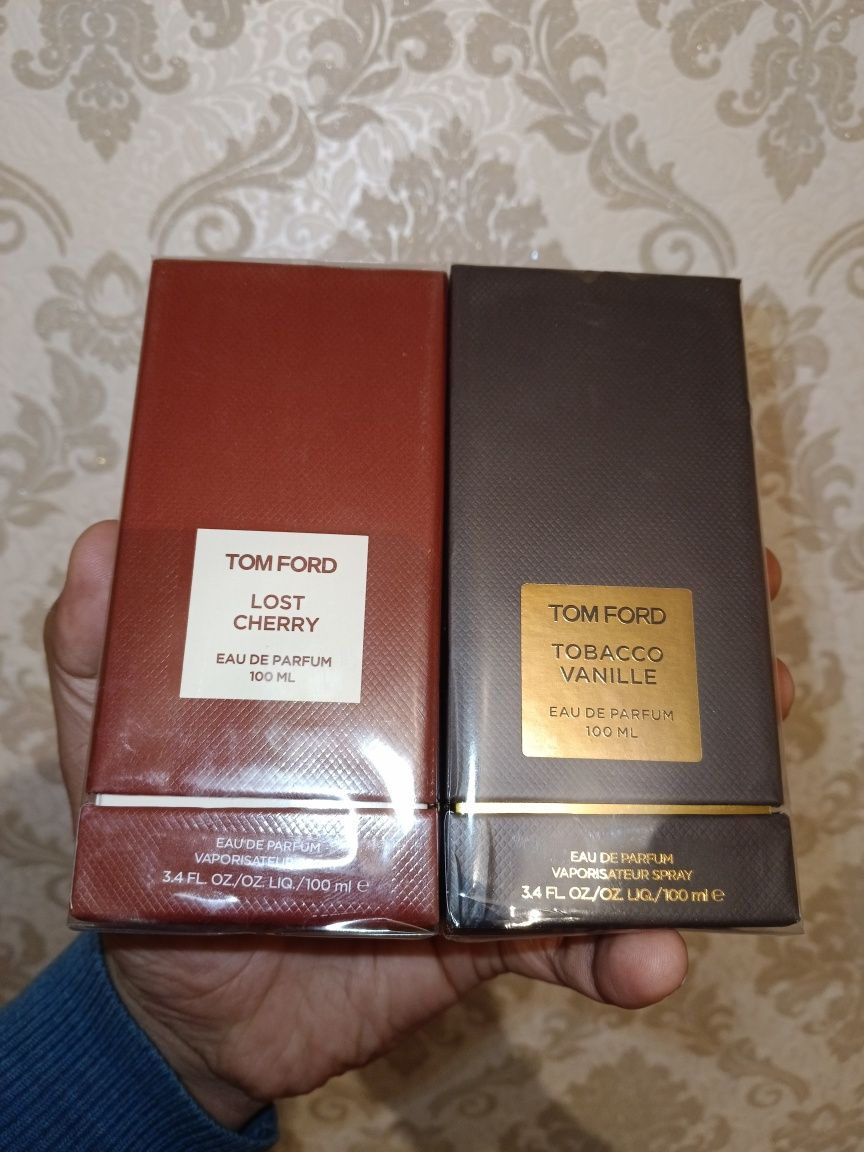 TOM FORD
LOST
CHERRY
EAU DE PARFUM
100 ML
EAU DE PARFUM
VAPORISATEUR
3.4 FL. OZ./OZ. LIQ./100 ml ℮
TOM FORD
TOBACCO
VANILLE
EAU DE PARFUM
100 ML
EAU DE PARFUM
VAPORISATEUR SPRAY
3.4 FL. OZ./OZ. LIQ./100 ml ℮